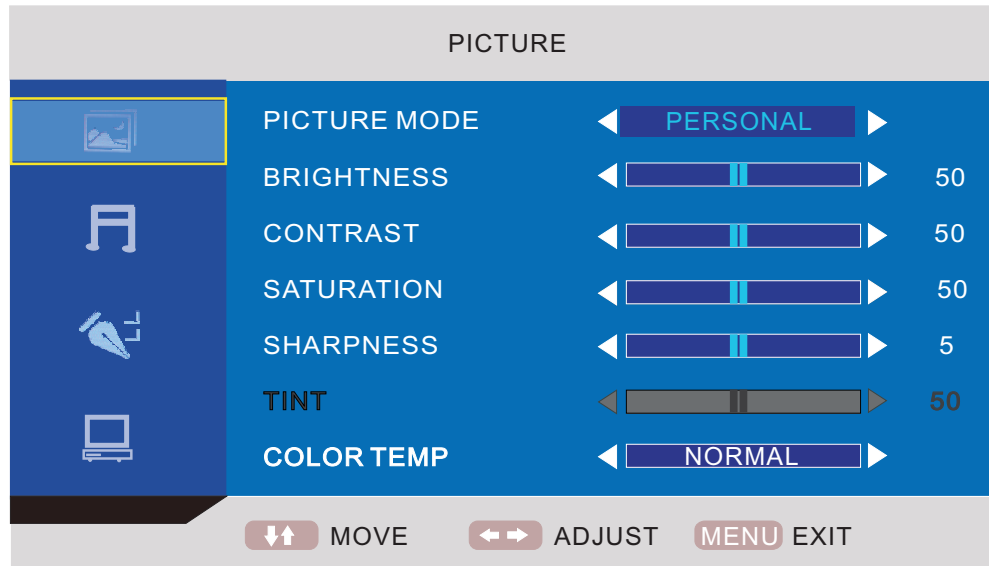 PICTURE
PICTURE MODE PERSONAL
BRIGHTNESS 50
CONTRAST 50
SATURATION 50
SHARPNESS 5
TINT 50
COLOR TEMP NORMAL
MOVE ADJUST MENU EXIT